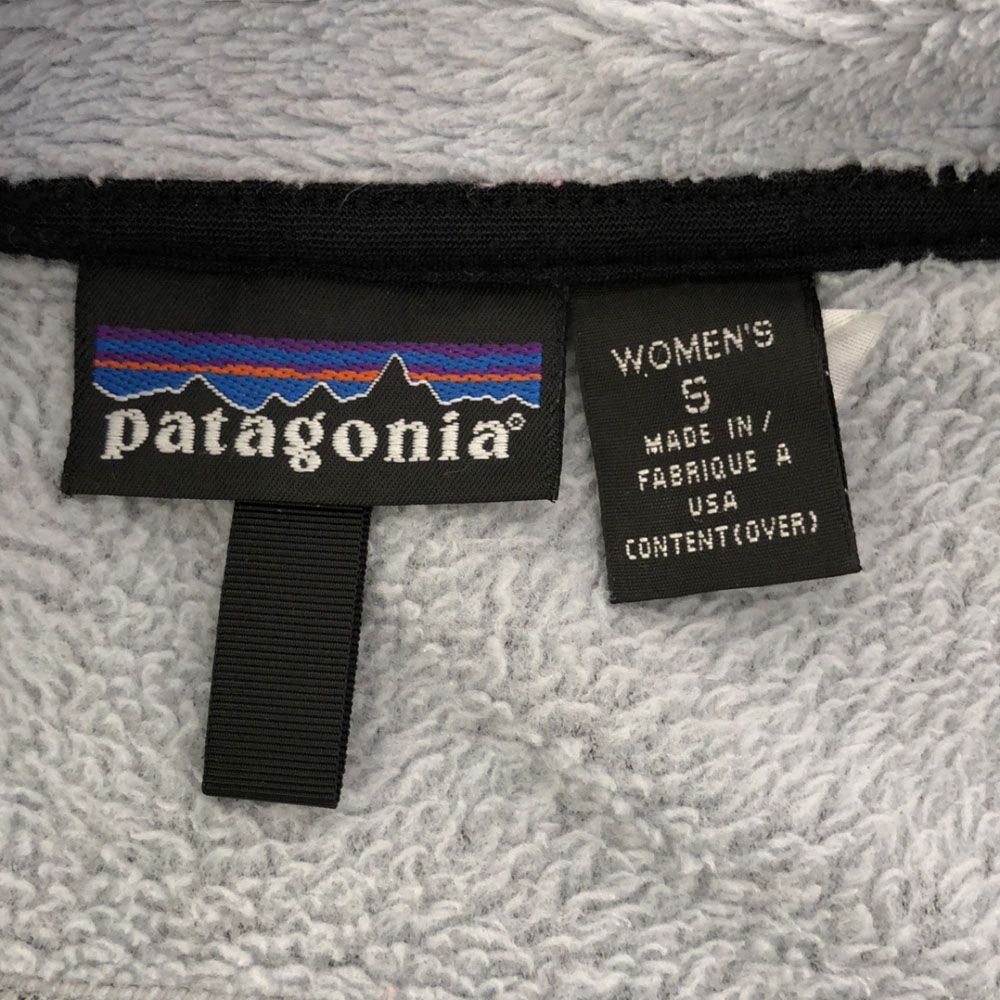 patagonia®
WOMEN'S
S
MADE IN /
FABRIQUE A
USA
CONTENT(OVER)